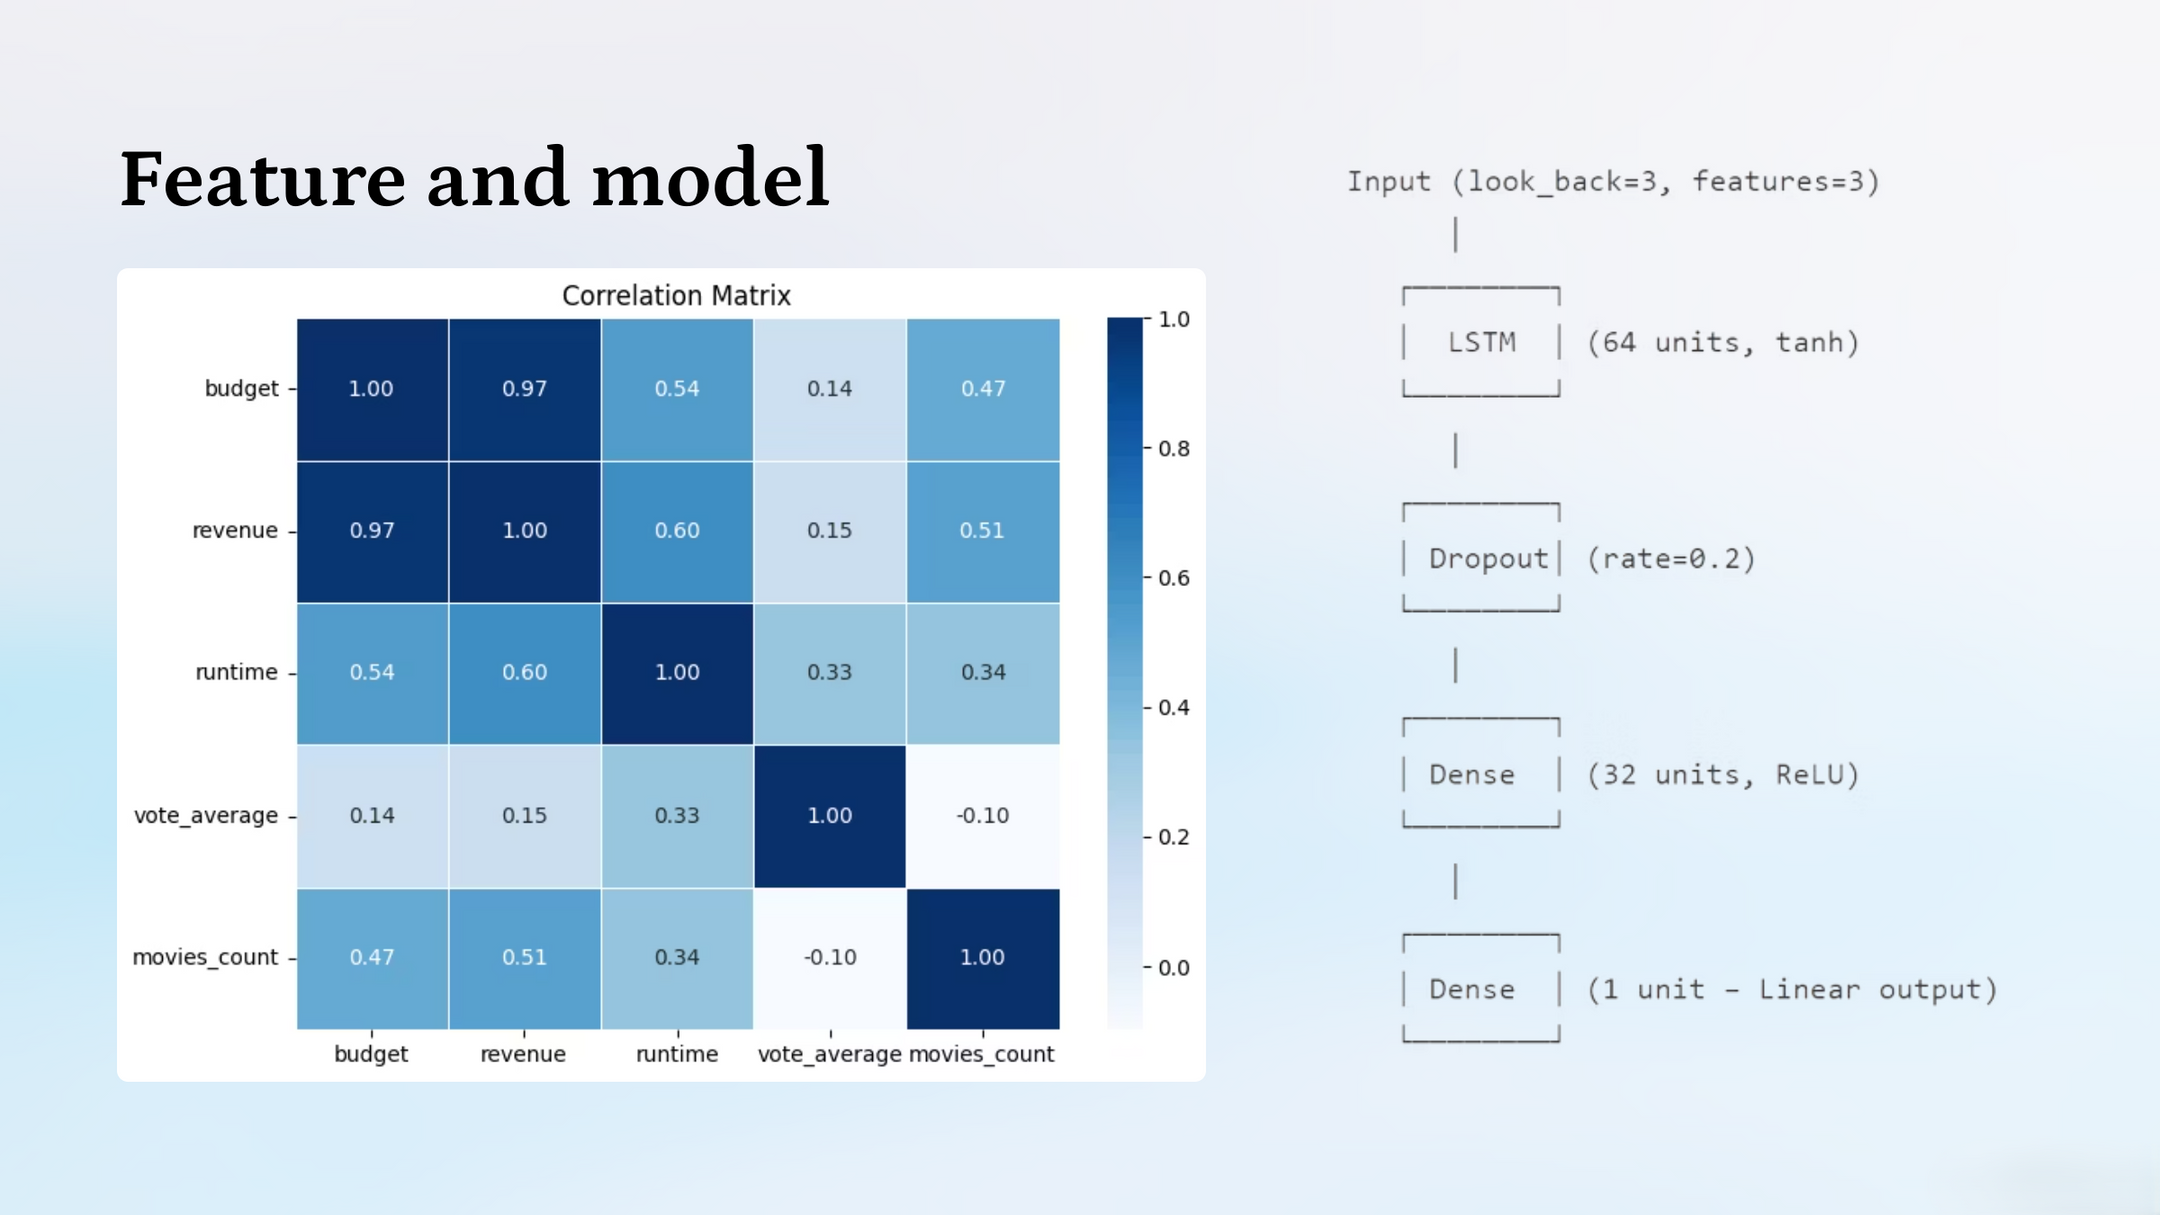 Feature and model
Correlation Matrix
budget 1.00 0.97 0.54 0.14 0.47
revenue 0.97 1.00 0.60 0.15 0.51
runtime 0.54 0.60 1.00 0.33 0.34
vote_average 0.14 0.15 0.33 1.00 -0.10
movies_count 0.47 0.51 0.34 -0.10 1.00
budget revenue runtime vote_average movies_count
1.0
0.8
0.6
0.4
0.2
0.0
Input (look_back=3, features=3)
LSTM (64 units, tanh)
Dropout (rate=0.2)
Dense (32 units, ReLU)
Dense (1 unit – Linear output)